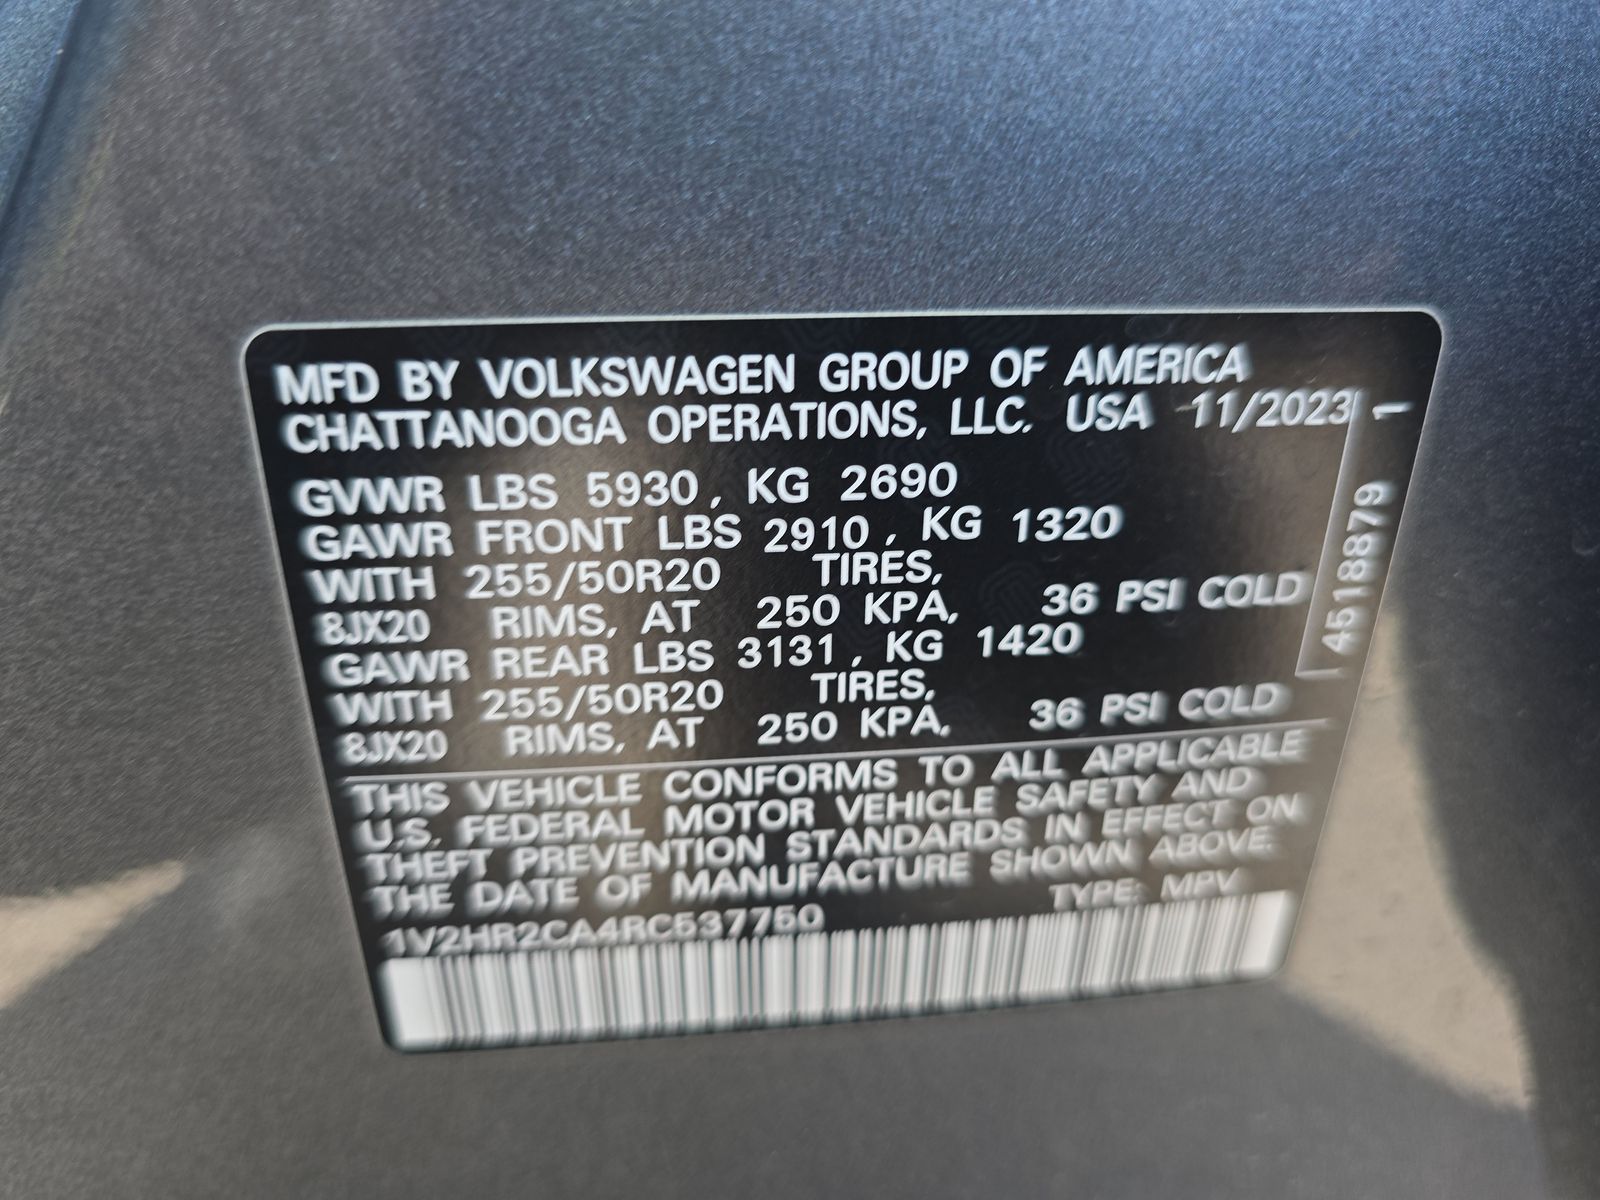 MFD BY VOLKSWAGEN GROUP OF AMERICA
CHATTANOOGA OPERATIONS, LLC. USA 11/2023
GVWR LBS 5930, KG 2690
GAWR FRONT LBS 2910, KG 1320
WITH 255/50R20 TIRES,
8JX20 RIMS, AT 250 KPA, 36 PSI COLD
GAWR REAR LBS 3131, KG 1420
WITH 255/50R20 TIRES,
8JX20 RIMS, AT 250 KPA, 36 PSI COLD
THIS VEHICLE CONFORMS TO ALL APPLICABLE
U.S. FEDERAL MOTOR VEHICLE SAFETY AND
THEFT PREVENTION STANDARDS IN EFFECT ON
THE DATE OF MANUFACTURE SHOWN ABOVE.
1V2HR2CA4RC537750 TYPE: MPV
4518879 1